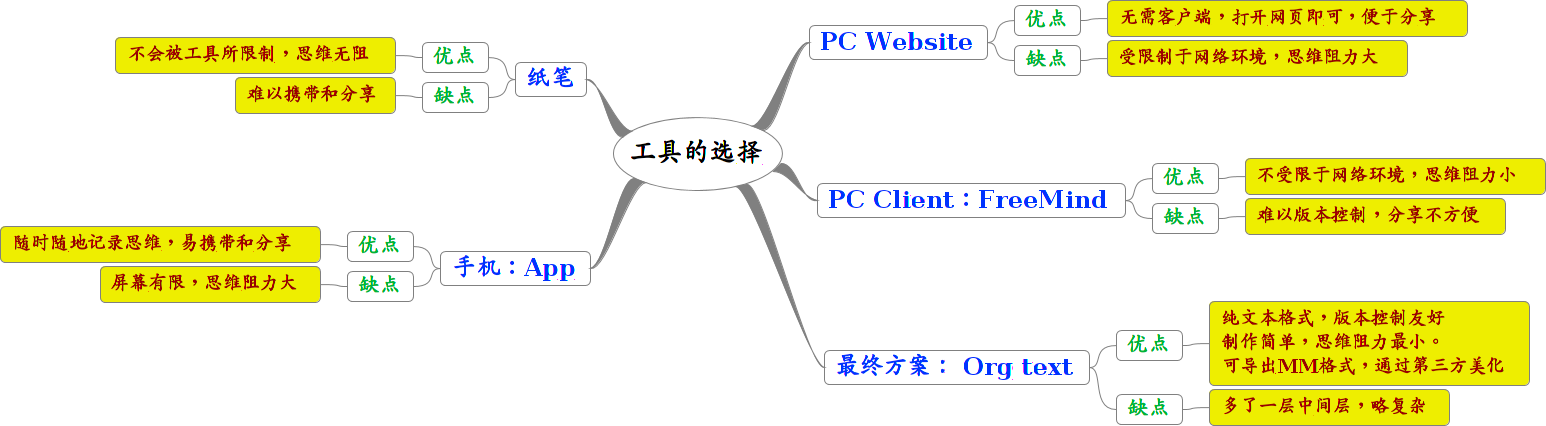 工具的选择
纸笔
优点
不会被工具所限制，思维无阻
缺点
难以携带和分享
手机：App
优点
随时随地记录思维，易携带和分享
缺点
屏幕有限，思维阻力大
PC Website
优点
无需客户端，打开网页即可，便于分享
缺点
受限制于网络环境，思维阻力大
PC Client：FreeMind
优点
不受限于网络环境，思维阻力小
缺点
难以版本控制，分享不方便
最终方案： Org text
优点
纯文本格式，版本控制友好
制作简单，思维阻力最小。
可导出MM格式，通过第三方美化
缺点
多了一层中间层，略复杂